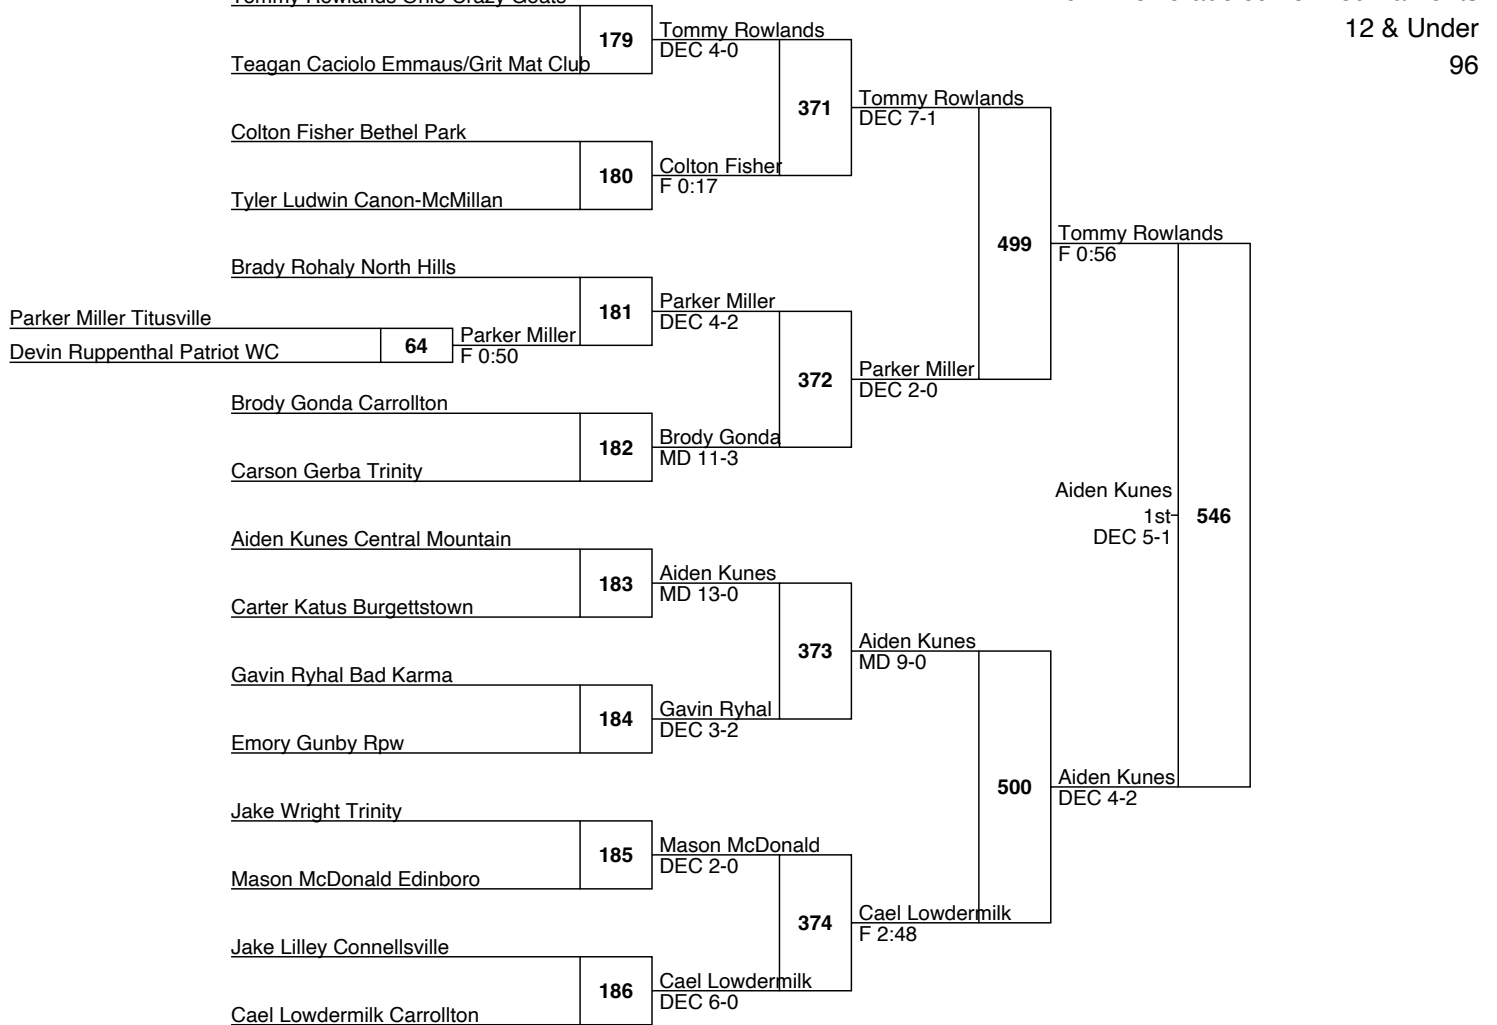 12 & Under
96
179
Tommy Rowlands
DEC 4-0
Teagan Caciolo Emmaus/Grit Mat Club
371
Tommy Rowlands
DEC 7-1
Colton Fisher Bethel Park
180
Colton Fisher
F 0:17
Tyler Ludwin Canon-McMillan
499
Tommy Rowlands
F 0:56
Brady Rohaly North Hills
181
Parker Miller
DEC 4-2
Parker Miller Titusville
Devin Ruppenthal Patriot WC
64
Parker Miller
F 0:50
372
Parker Miller
DEC 2-0
Brody Gonda Carrollton
182
Brody Gonda
MD 11-3
Carson Gerba Trinity
Aiden Kunes
1st
DEC 5-1
546
Aiden Kunes Central Mountain
183
Aiden Kunes
MD 13-0
Carter Katus Burgettstown
373
Aiden Kunes
MD 9-0
Gavin Ryhal Bad Karma
184
Gavin Ryhal
DEC 3-2
Emory Gunby Rpw
500
Aiden Kunes
DEC 4-2
Jake Wright Trinity
185
Mason McDonald
DEC 2-0
Mason McDonald Edinboro
374
Cael Lowdermilk
F 2:48
Jake Lilley Connellsville
186
Cael Lowdermilk
DEC 6-0
Cael Lowdermilk Carrollton